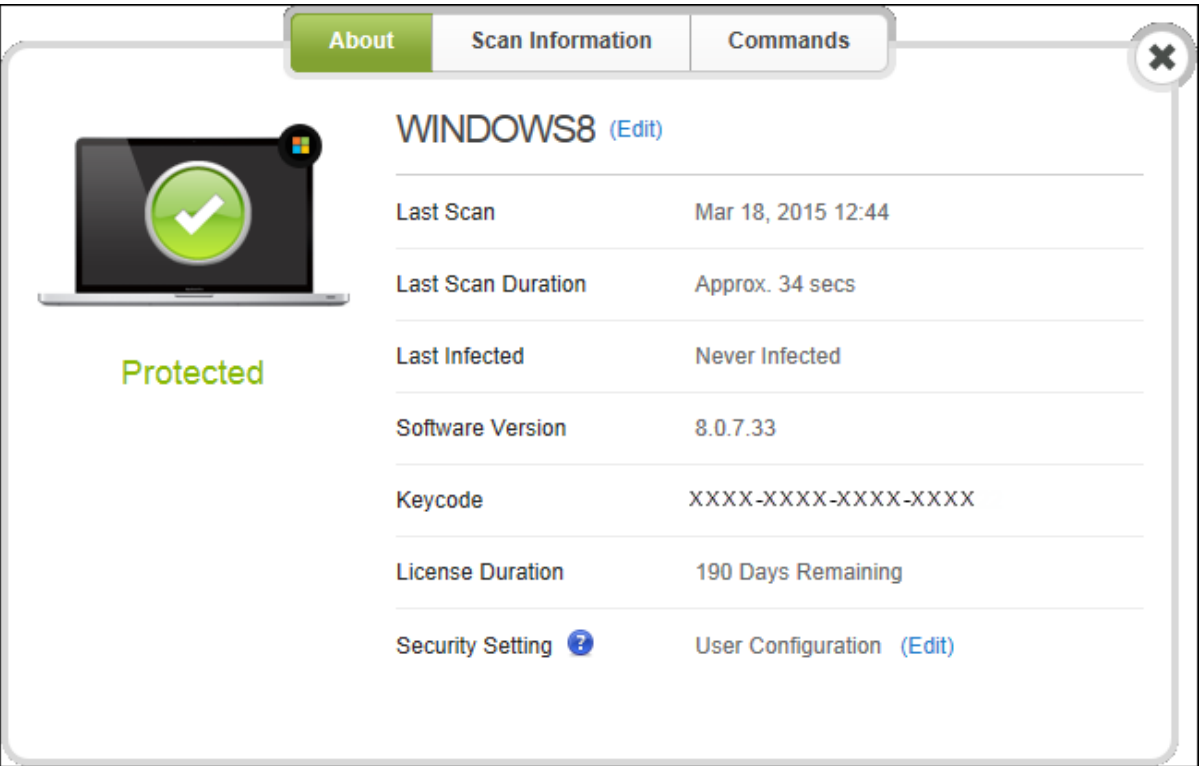 About Scan Information Commands
WINDOWS8 (Edit)
Last Scan Mar 18, 2015 12:44
Last Scan Duration Approx. 34 secs
Last Infected Never Infected
Protected
Software Version 8.0.7.33
Keycode XXXX-XXXX-XXXX-XXXX
License Duration 190 Days Remaining
Security Setting ? User Configuration (Edit)